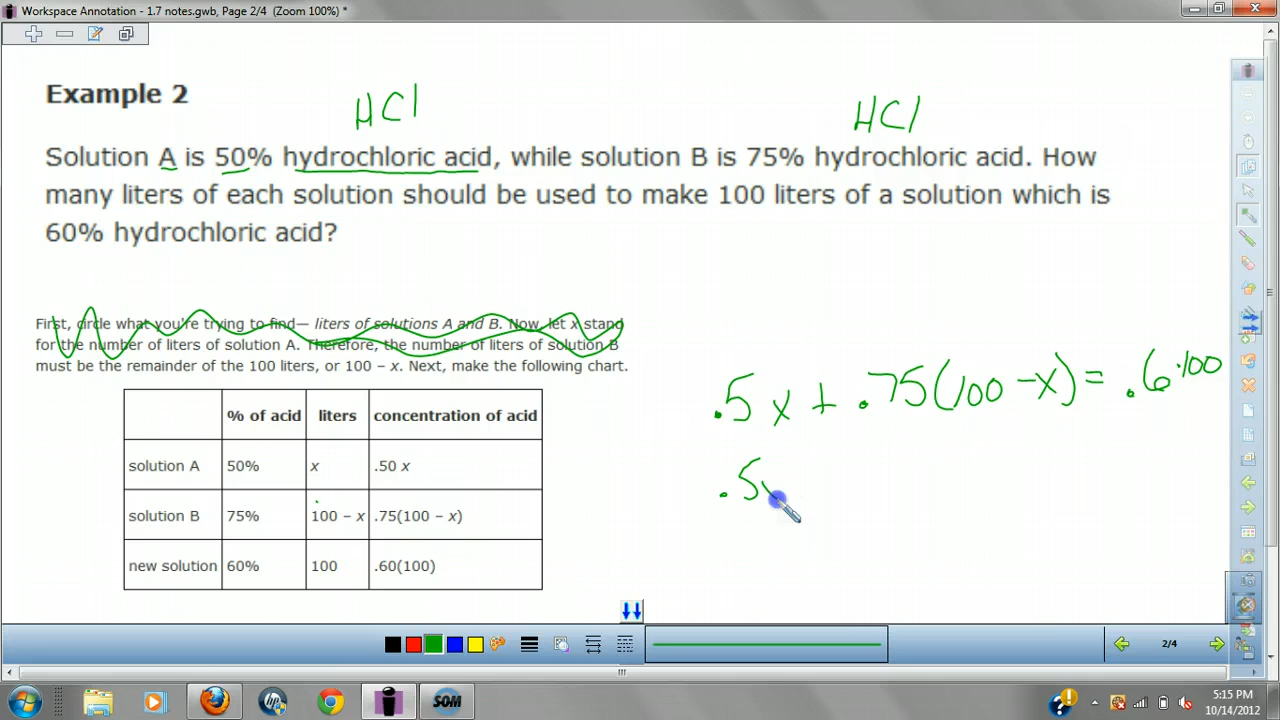 Workspace Annotation - 1.7 notes.gwb, Page 2/4 (Zoom 100%) *
Example 2
HCl
HCl
Solution A is 50% hydrochloric acid, while solution B is 75% hydrochloric acid. How
many liters of each solution should be used to make 100 liters of a solution which is
60% hydrochloric acid?
First, circle what you're trying to find— liters of solutions A and B. Now, let x stand
for the number of liters of solution A. Therefore, the number of liters of solution B
must be the remainder of the 100 liters, or 100 – x. Next, make the following chart.
% of acid liters concentration of acid
solution A 50% x .50 x
solution B 75% 100 – x .75(100 – x)
new solution 60% 100 .60(100)
.5x + .75(100 -x) = .6·100
.5x
2/4
SOM
5:15 PM
10/14/2012